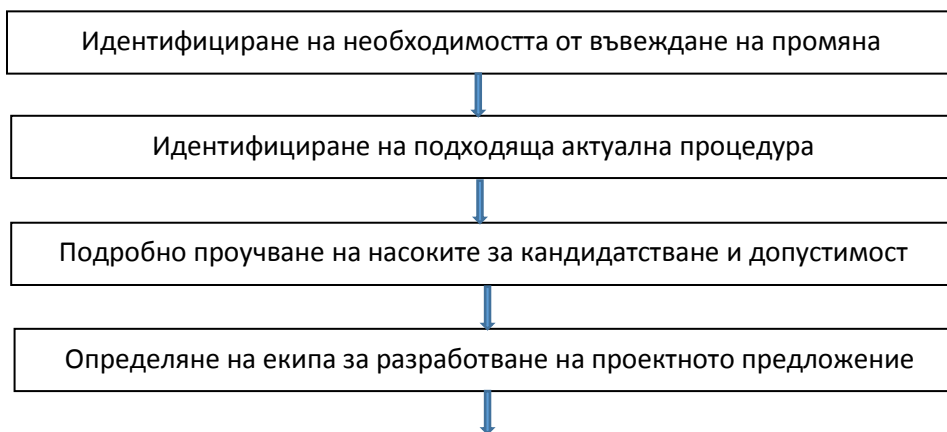 Идентифициране на необходимостта от въвеждане на промяна
Идентифициране на подходяща актуална процедура
Подробно проучване на насоките за кандидатстване и допустимост
Определяне на екипа за разработване на проектното предложение